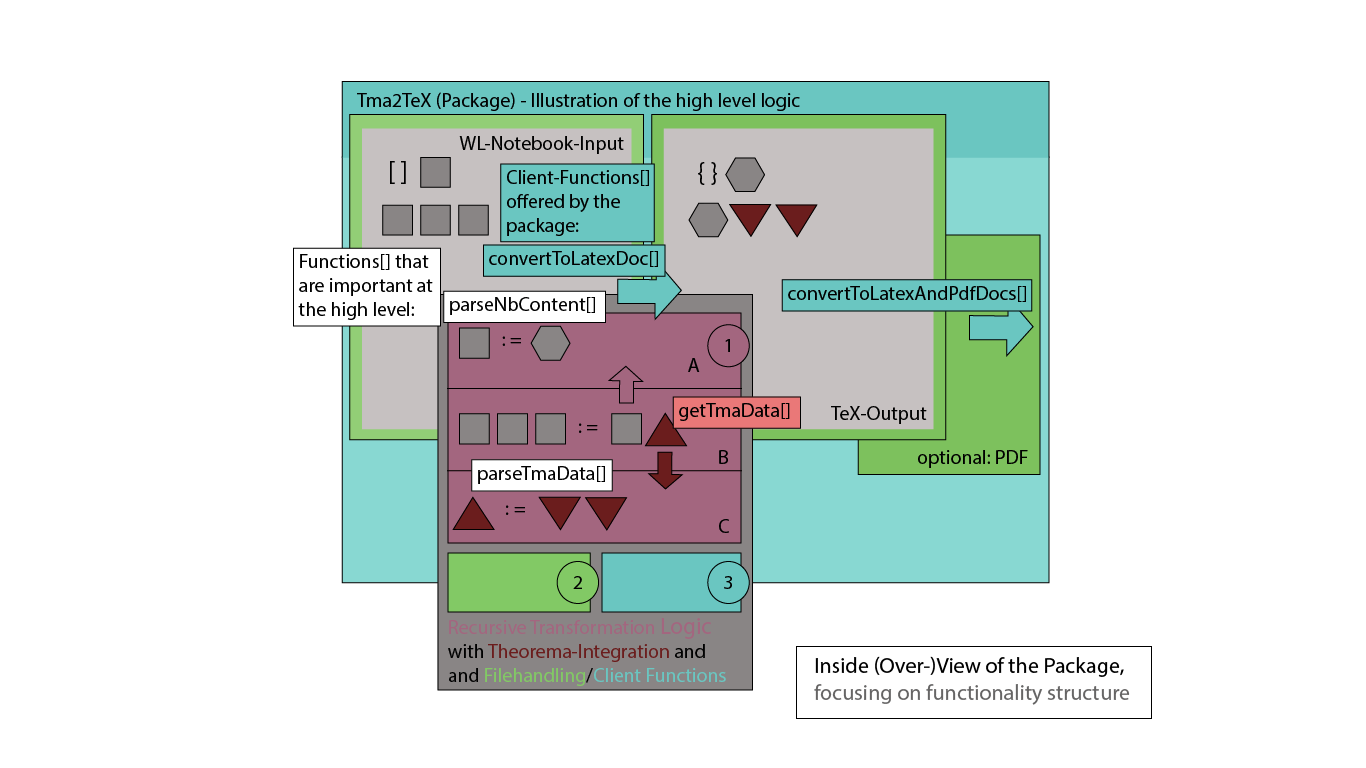 Tma2TeX (Package) - Illustration of the high level logic
WL-Notebook-Input
[ ]
{ }
Client-Functions[]
offered by the
package:
convertToLatexDoc[]
Functions[] that
are important at
the high level:
convertToLatexAndPdfDocs[]
parseNbContent[]
: =
1
A
getTmaData[]
TeX-Output
: =
B
optional: PDF
parseTmaData[]
: =
C
2
3
Recursive Transformation Logic
with Theorema-Integration and
and Filehandling/Client Functions
Inside (Over-)View of the Package,
focusing on functionality structure